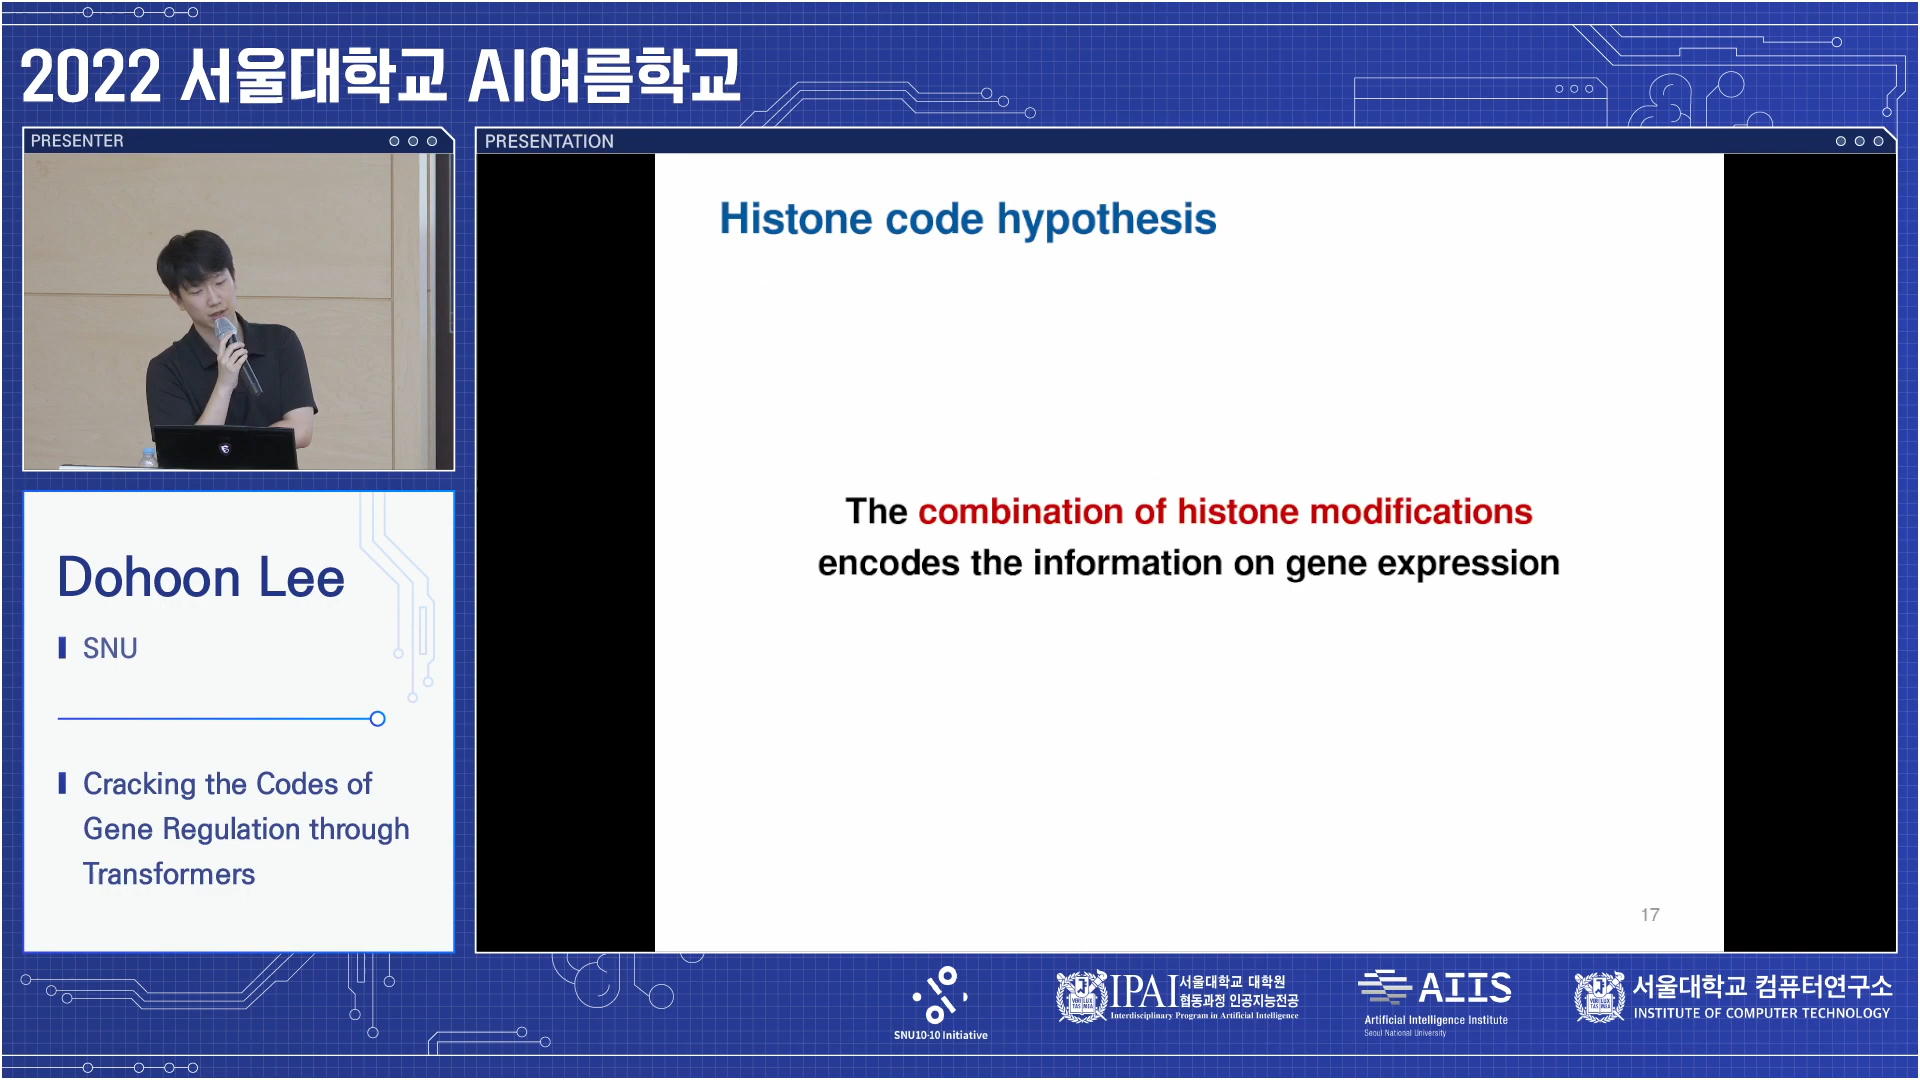 2022 서울대학교 AI여름학교
PRESENTER
PRESENTATION
Histone code hypothesis
The combination of histone modifications
encodes the information on gene expression
17
Dohoon Lee
SNU
Cracking the Codes of
Gene Regulation through
Transformers
SNU10·10 Initiative
IPAI 서울대학교 대학원
협동과정 인공지능전공
Interdisciplinary Program in Artificial Intelligence
AIIS
Artificial Intelligence Institute
Seoul National University
서울대학교 컴퓨터연구소
INSTITUTE OF COMPUTER TECHNOLOGY